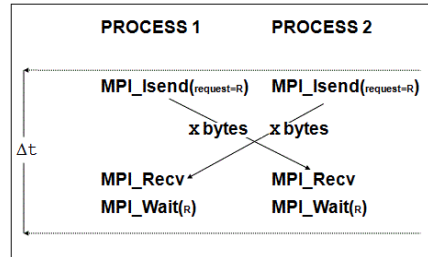 PROCESS 1 PROCESS 2
MPI_Isend(request=R) MPI_Isend(request=R)
x bytes x bytes
Δt
MPI_Recv MPI_Recv
MPI_Wait(R) MPI_Wait(R)